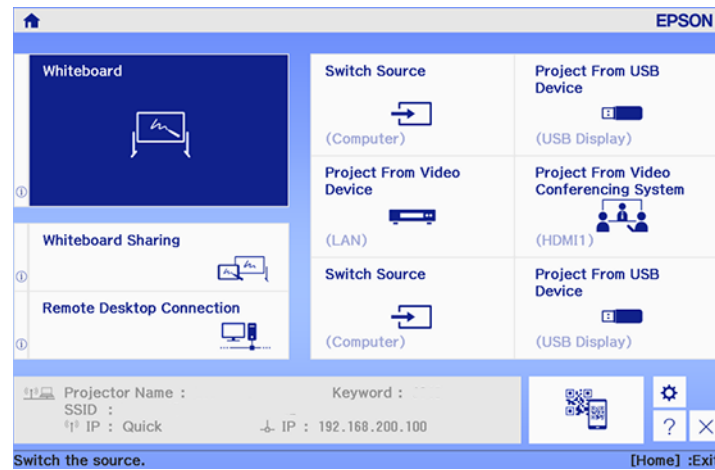 EPSON
Whiteboard
Switch Source
(Computer)
Project From USB
Device
(USB Display)
Project From Video
Device
(LAN)
Project From Video
Conferencing System
(HDMI1)
Whiteboard Sharing
Remote Desktop Connection
Switch Source
(Computer)
Project From USB
Device
(USB Display)
Projector Name :
Keyword :
SSID :
IP : Quick
IP : 192.168.200.100
?
Switch the source.
[Home] :Exit